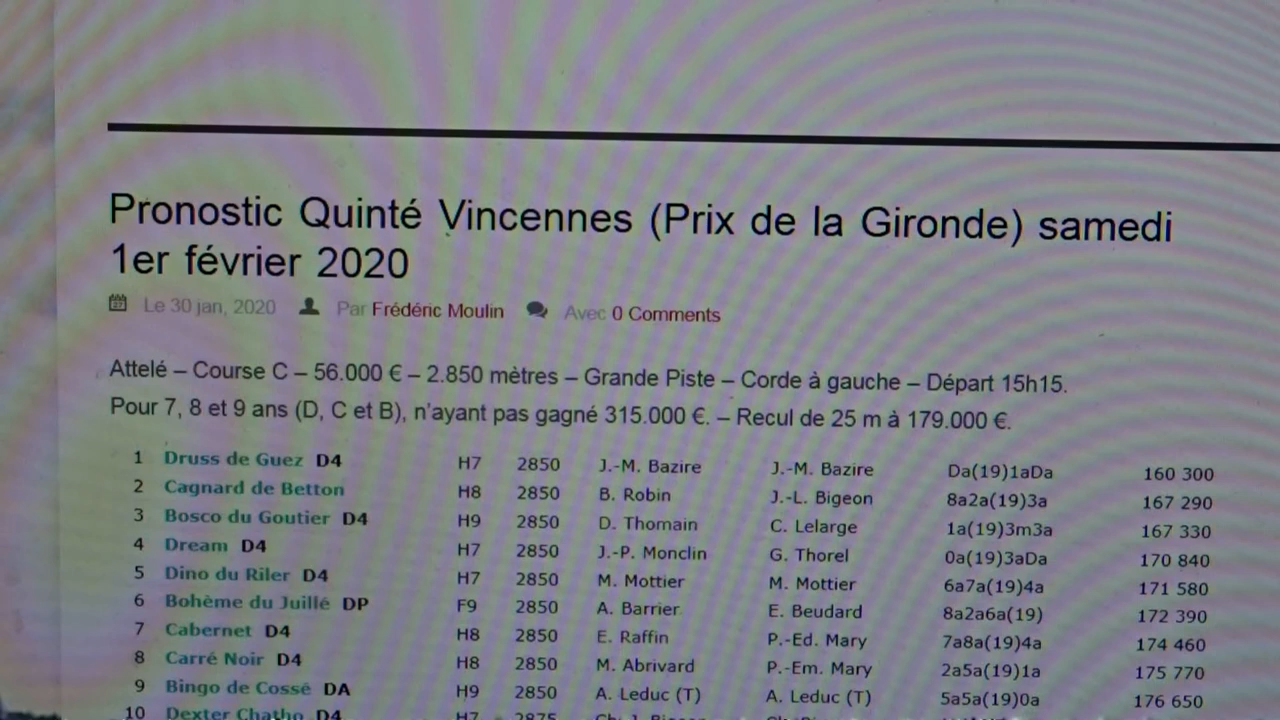 Pronostic Quinté Vincennes (Prix de la Gironde) samedi
1er février 2020
Le 30 jan, 2020 Par Frédéric Moulin Avec 0 Comments
Attelé – Course C – 56.000 € – 2.850 mètres – Grande Piste – Corde à gauche – Départ 15h15.
Pour 7, 8 et 9 ans (D, C et B), n'ayant pas gagné 315.000 €. – Recul de 25 m à 179.000 €.
1 Druss de Guez D4 H7 2850 J.-M. Bazire J.-M. Bazire Da(19)1aDa 160 300
2 Cagnard de Betton H8 2850 B. Robin J.-L. Bigeon 8a2a(19)3a 167 290
3 Bosco du Goutier D4 H9 2850 D. Thomain C. Lelarge 1a(19)3m3a 167 330
4 Dream D4 H7 2850 J.-P. Monclin G. Thorel 0a(19)3aDa 170 840
5 Dino du Riler D4 H7 2850 M. Mottier M. Mottier 6a7a(19)4a 171 580
6 Bohème du Juillé DP F9 2850 A. Barrier E. Beudard 8a2a6a(19) 172 390
7 Cabernet D4 H8 2850 E. Raffin P.-Ed. Mary 7a8a(19)4a 174 460
8 Carré Noir D4 H8 2850 M. Abrivard P.-Em. Mary 2a5a(19)1a 175 770
9 Bingo de Cossé DA H9 2850 A. Leduc (T) A. Leduc (T) 5a5a(19)0a 176 650
10 Dexter Chatho D4 H7 2875